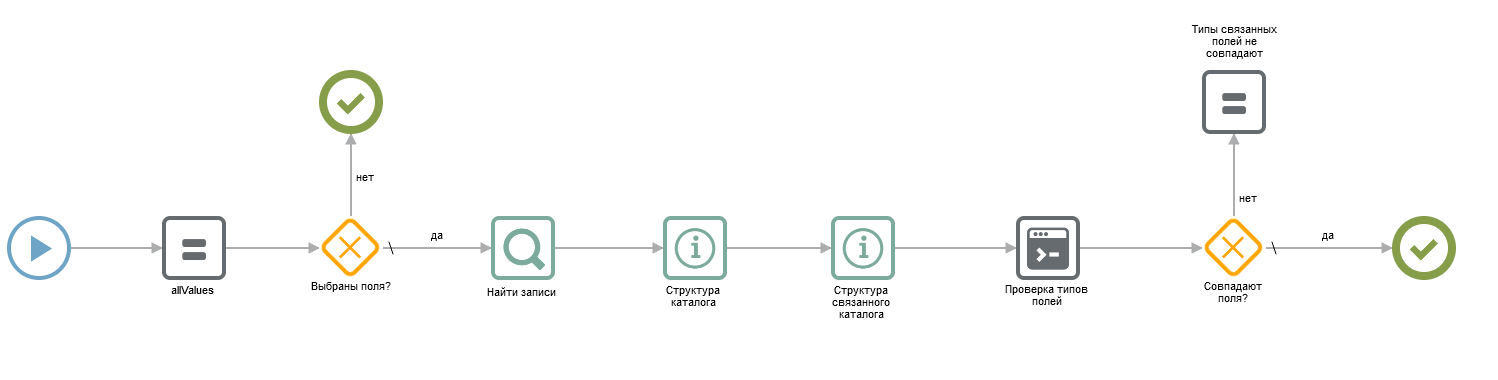 allValues
нет
Выбраны поля?
да
Найти записи
Структура
каталога
Структура
связанного
каталога
Проверка типов
полей
Типы связанных
полей не
совпадают
нет
Совпадают
поля?
да